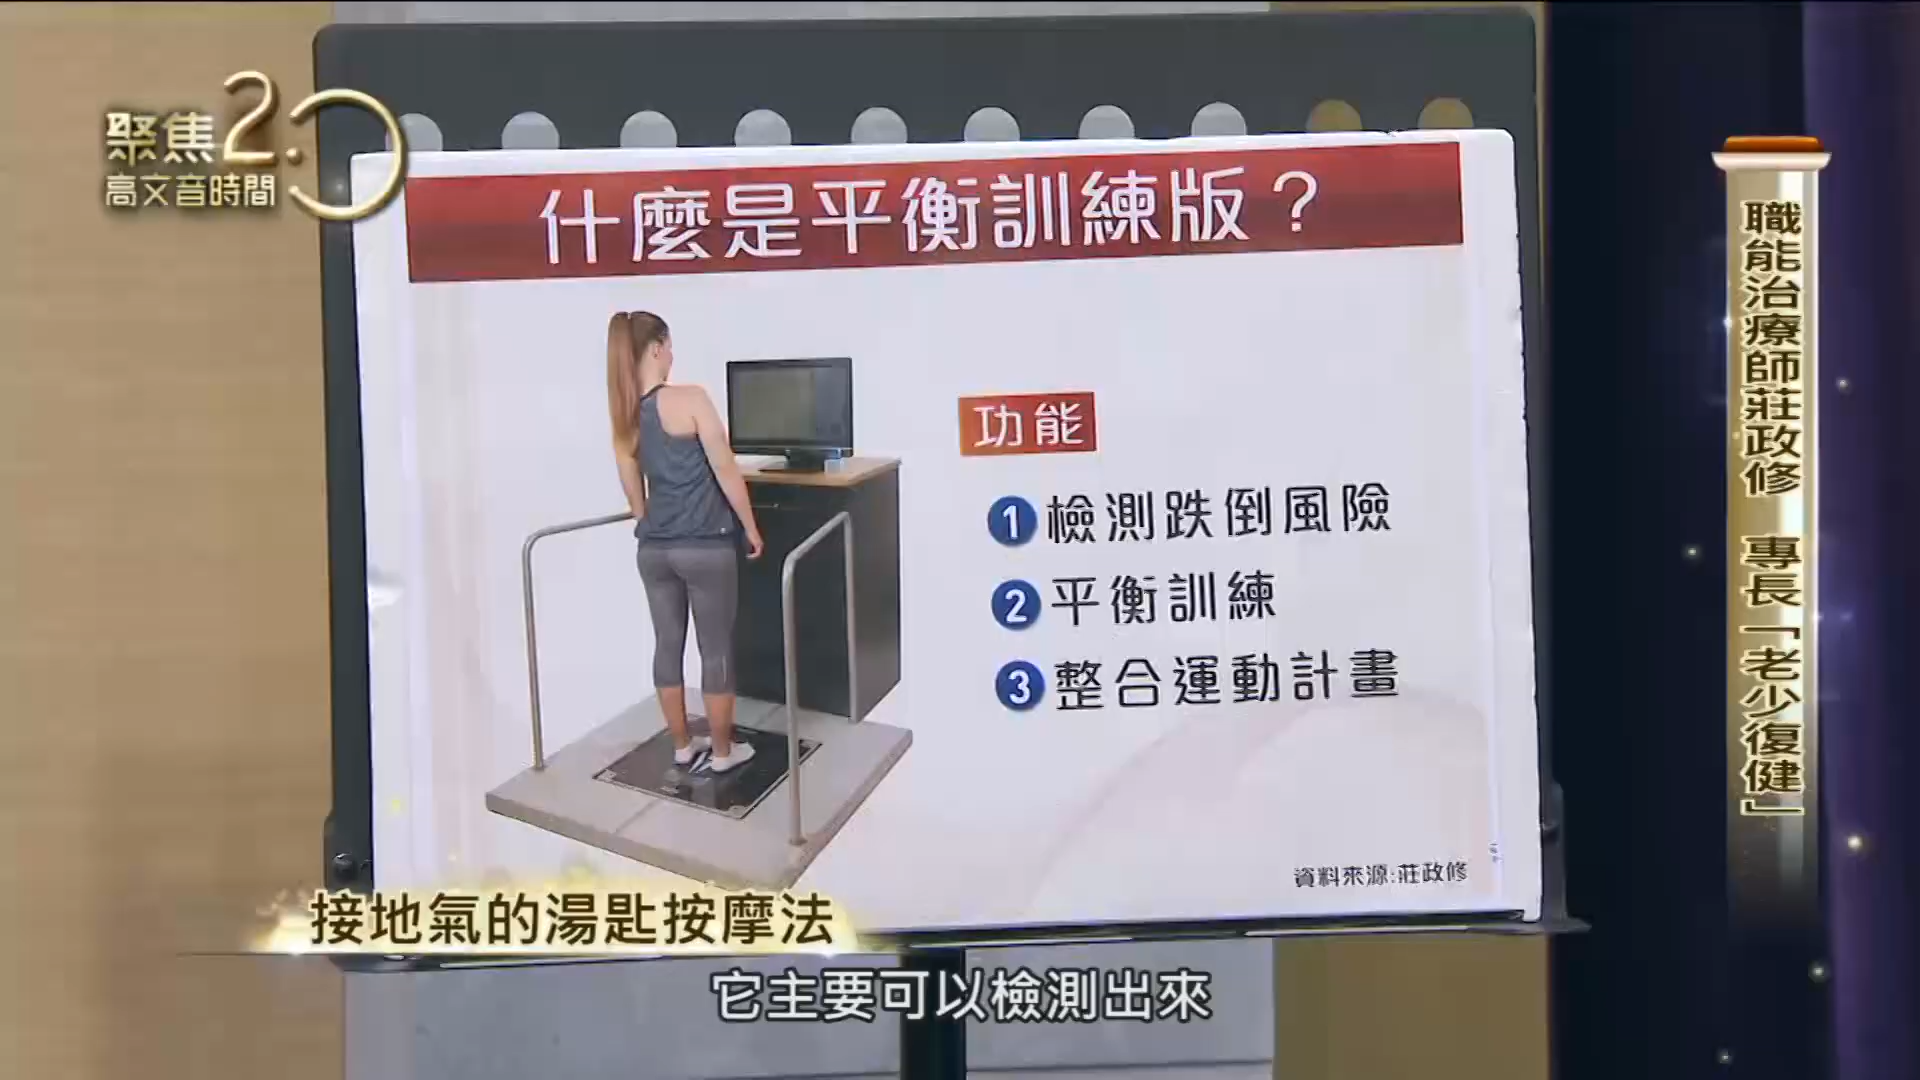 聚焦2.0
高文音時間
什麼是平衡訓練版？
功能
1 檢測跌倒風險
2 平衡訓練
3 整合運動計畫
資料來源:莊政修
職能治療師莊政修 專長「老少復健」
接地氣的湯匙按摩法
它主要可以檢測出來